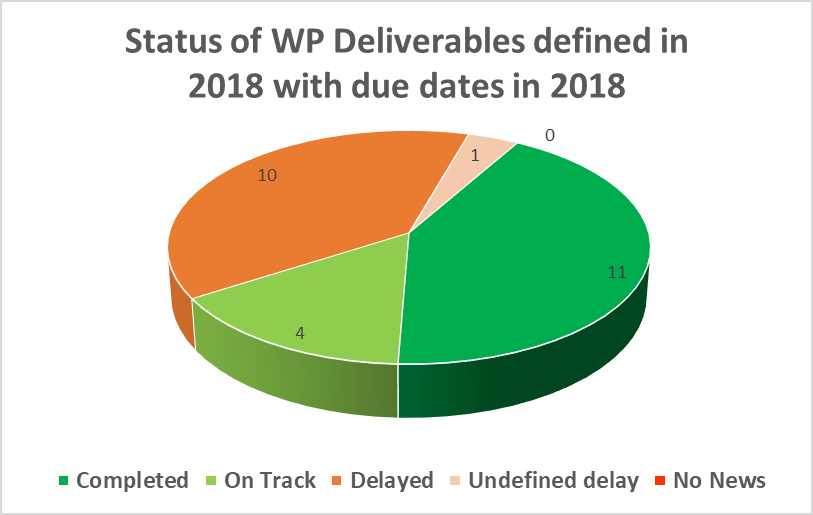 Status of WP Deliverables defined in
2018 with due dates in 2018
0
1
10
11
4
Completed On Track Delayed Undefined delay No News